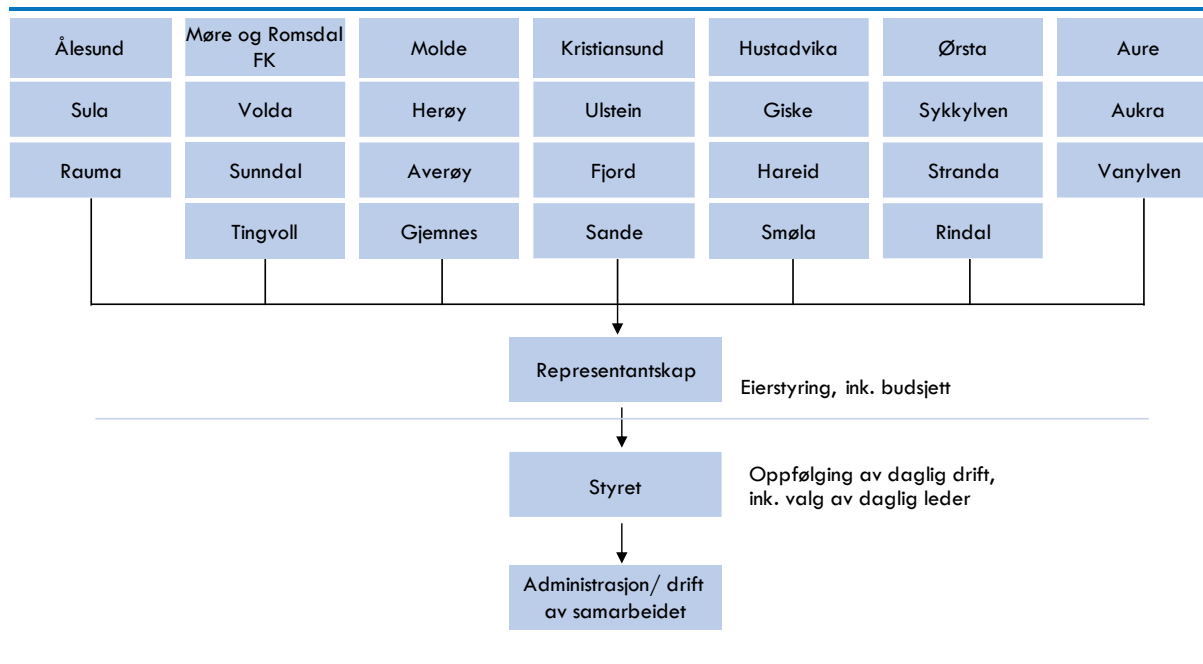 Ålesund
Møre og Romsdal
FK
Molde
Kristiansund
Hustadvika
Ørsta
Aure
Sula
Volda
Herøy
Ulstein
Giske
Sykkylven
Aukra
Rauma
Sunndal
Averøy
Fjord
Hareid
Stranda
Vanylven
Tingvoll
Gjemnes
Sande
Smøla
Rindal
Representantskap
Eierstyring, ink. budsjett
Styret
Oppfølging av daglig drift,
ink. valg av daglig leder
Administrasjon/ drift
av samarbeidet